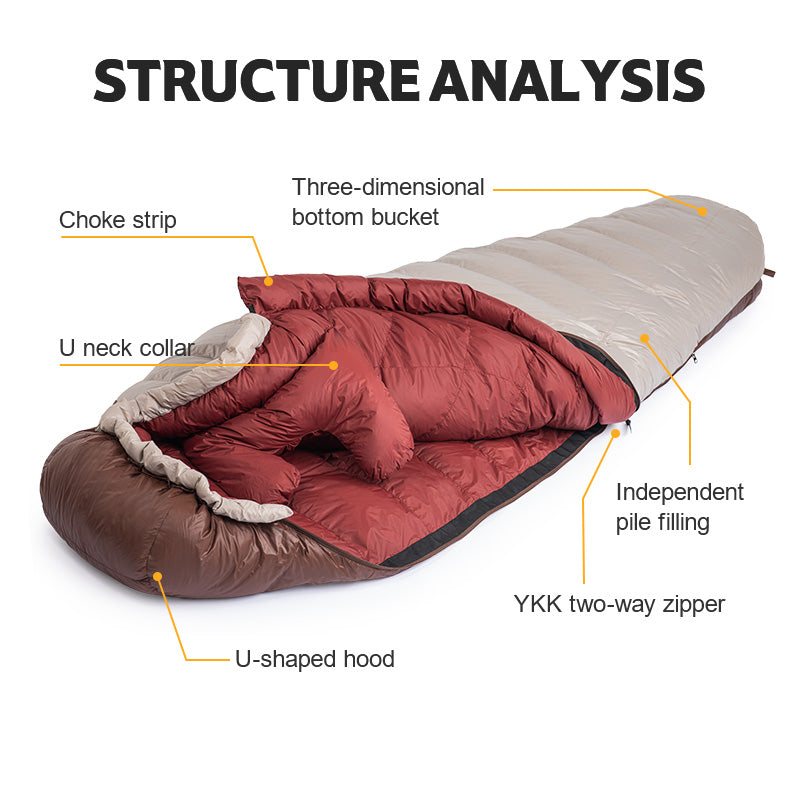 STRUCTURE ANALYSIS
Three-dimensional
bottom bucket
Choke strip
U neck collar
Independent
pile filling
YKK two-way zipper
U-shaped hood